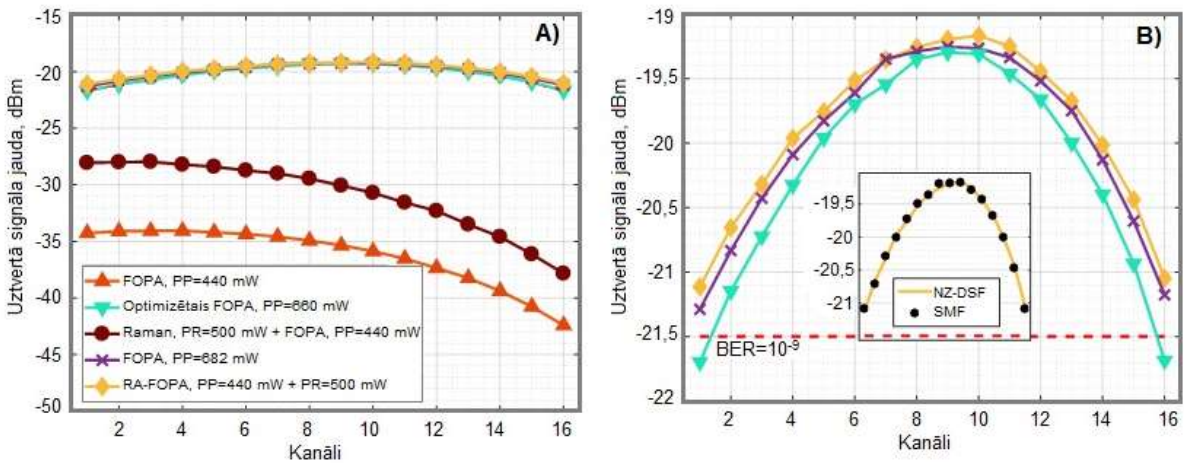 A)
Uztvertā signāla jauda, dBm
-15
-20
-25
-30
-35
-40
-45
-50
FOPA, PP=440 mW
Optimizētais FOPA, PP=660 mW
Raman, PR=500 mW + FOPA, PP=440 mW
FOPA, PP=682 mW
RA-FOPA, PP=440 mW + PR=500 mW
2 4 6 8 10 12 14 16
Kanāli
B)
Uztvertā signāla jauda, dBm
-19
-19.5
-20
-20,5
-21
-21.5
-22
-19.5
-20
-20,5
-21
NZ-DSF
SMF
BER=10⁻⁹
2 4 6 8 10 12 14 16
Kanāli